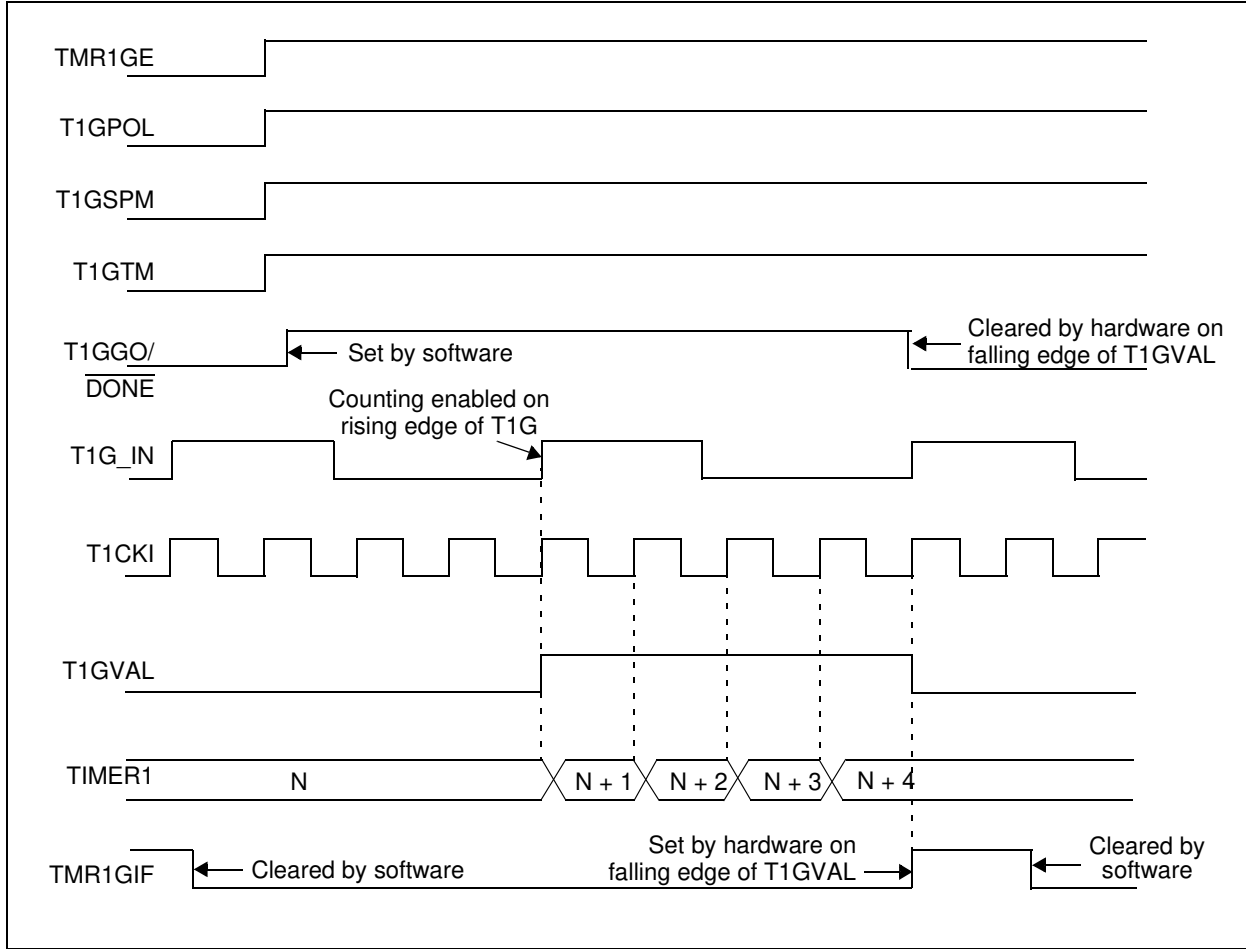 TMR1GE
T1GPOL
T1GSPM
T1GTM
T1GGO/
DONE
Set by software
Cleared by hardware on
falling edge of T1GVAL
Counting enabled on
rising edge of T1G
T1G_IN
T1CKI
T1GVAL
TIMER1
N
N + 1
N + 2
N + 3
N + 4
TMR1GIF
Cleared by software
Set by hardware on
falling edge of T1GVAL
Cleared by
software